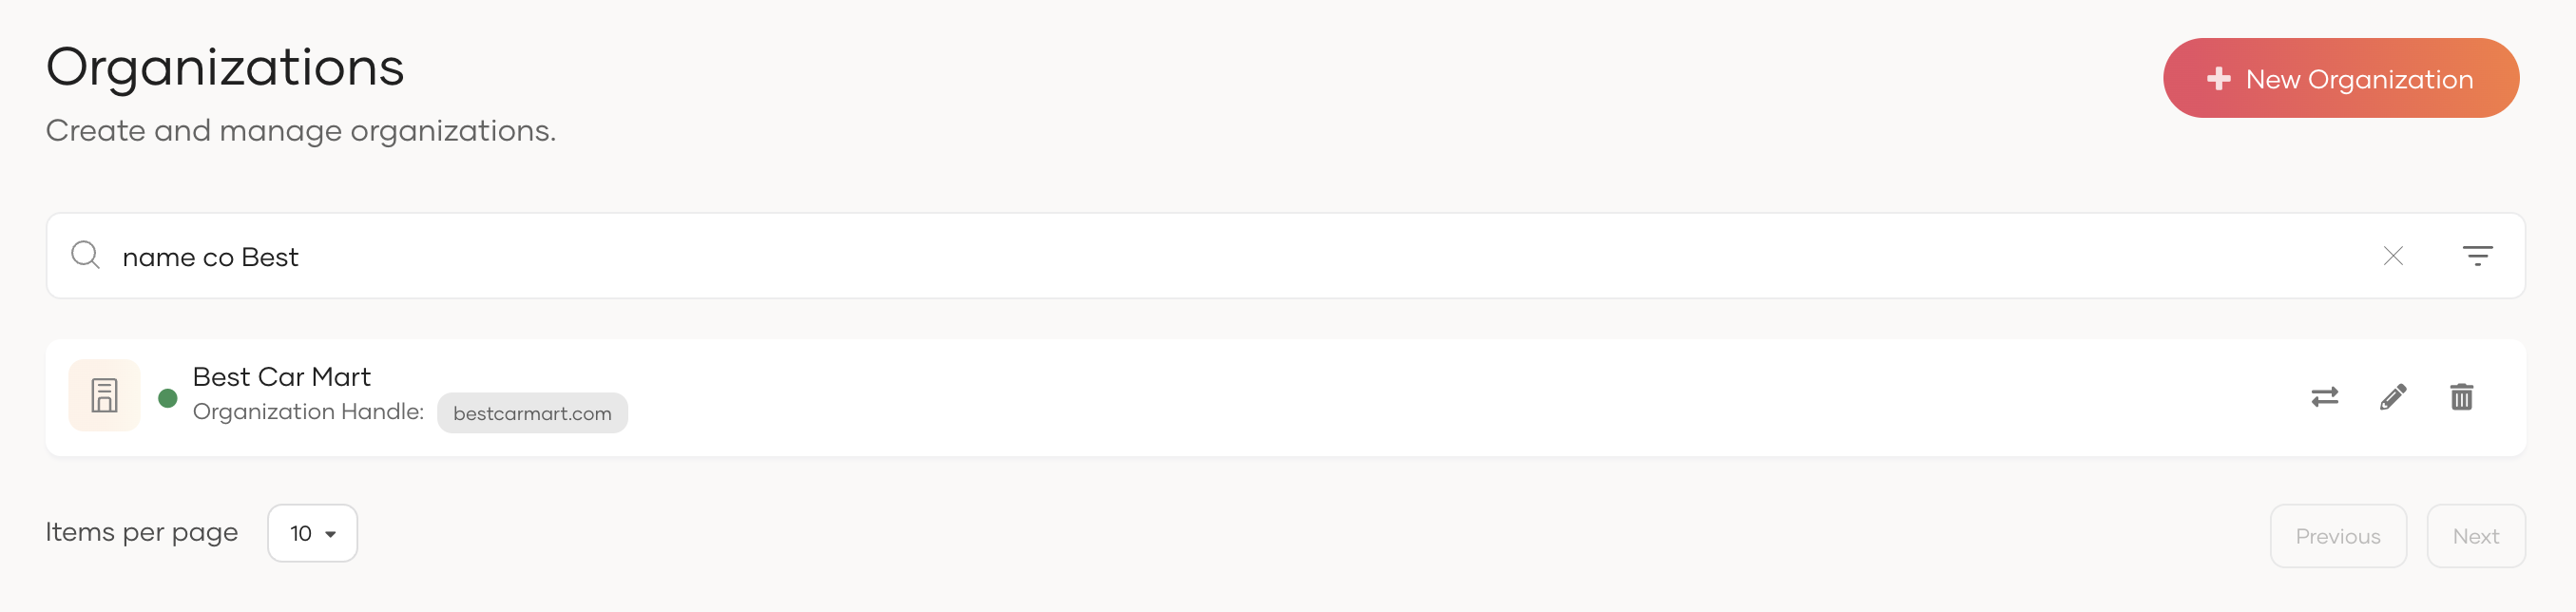 Organizations
Create and manage organizations.
New Organization
name co Best
Best Car Mart
Organization Handle: bestcarmart.com
Items per page 10
Previous Next